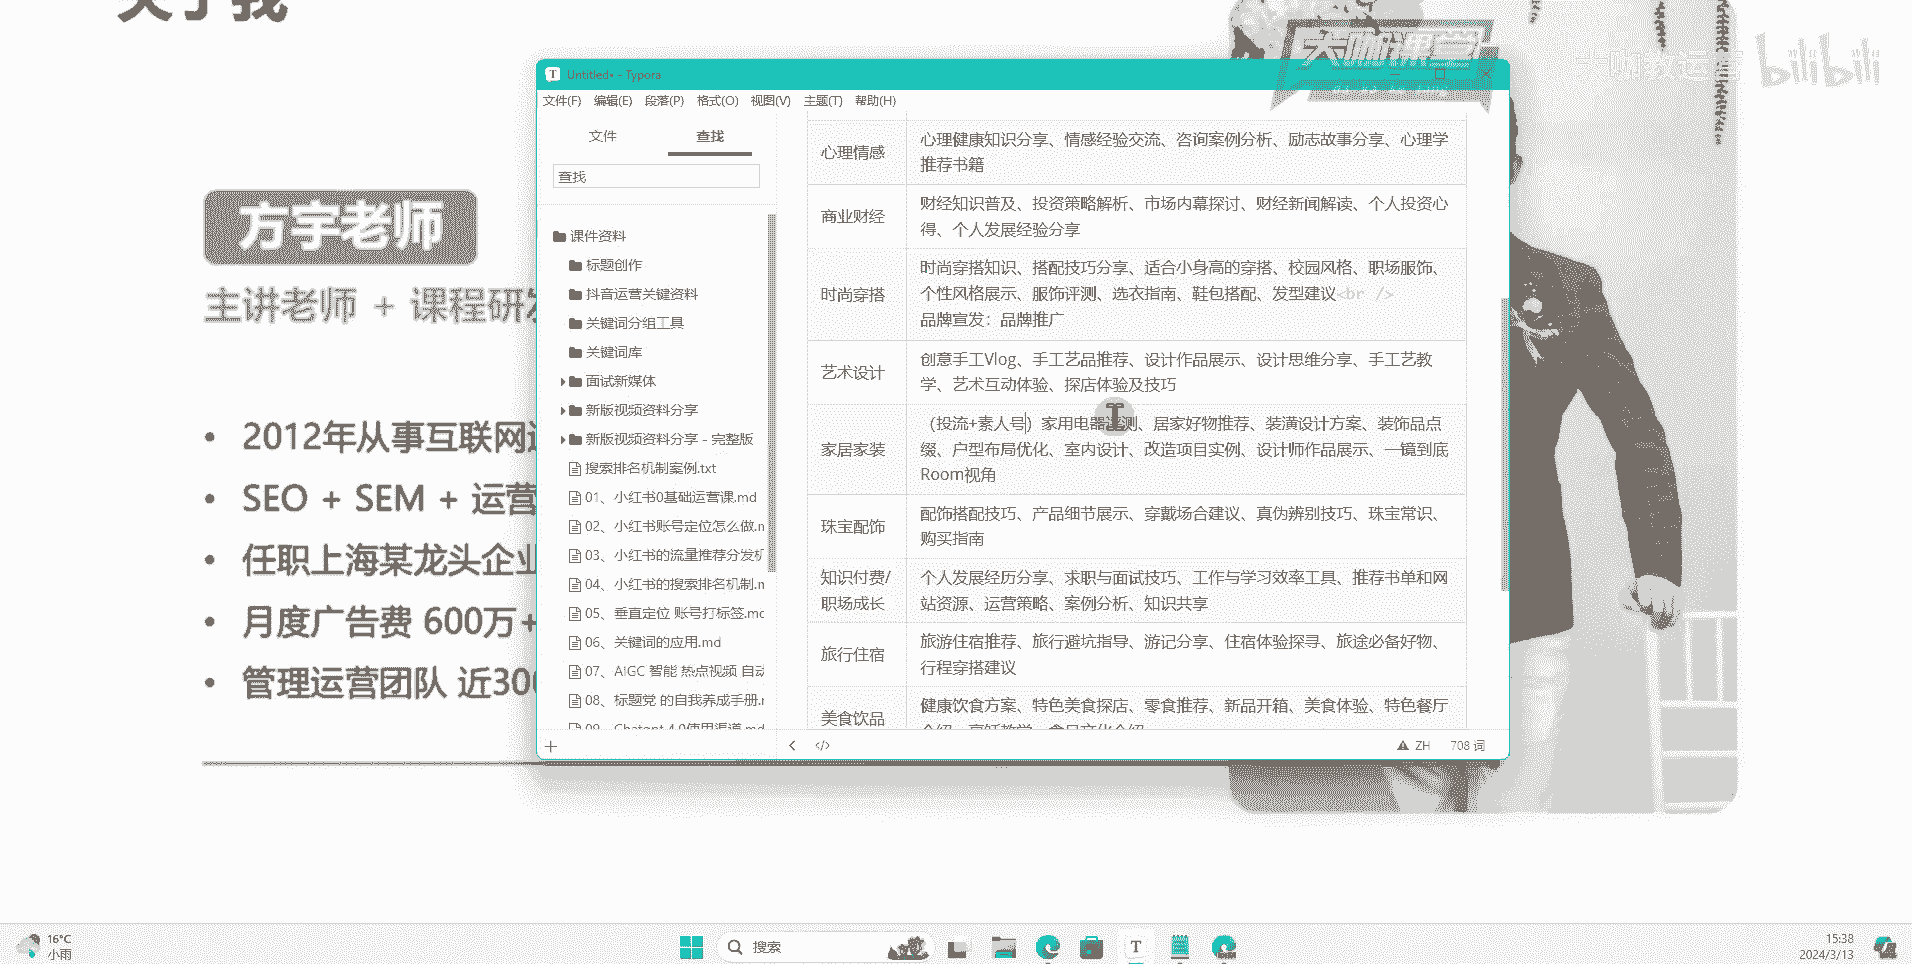 关于我
大咖课堂
bilibili
方宇老师
主讲老师 + 课程研发
• 2012年从事互联网
• SEO + SEM + 运营
• 任职上海某龙头企业
• 月度广告费 600万+
• 管理运营团队 近300
Untitled• - Typora
文件(F) 编辑(E) 段落(P) 格式(O) 视图(V) 主题(T) 帮助(H)
文件 查找
查找
课件资料
标题创作
抖音运营关键资料
关键词分组工具
关键词库
面试新媒体
新版视频资料分享
新版视频资料分享 - 完整版
搜索排名机制案例.txt
01、小红书0基础运营课.md
02、小红书账号定位怎么做.m
03、小红书的流量推荐分发机
04、小红书的搜索排名机制.m
05、垂直定位 账号打标签.mc
06、关键词的应用.md
07、AIGC 智能 热点视频 自动
08、标题党 的自我养成手册.r
09、Chatgpt 4.0使用渠道.md
心理情感
心理健康知识分享、情感经验交流、咨询案例分析、励志故事分享、心理学
推荐书籍
商业财经
财经知识普及、投资策略解析、市场内幕探讨、财经新闻解读、个人投资心
得、个人发展经验分享
时尚穿搭
时尚穿搭知识、搭配技巧分享、适合小身高的穿搭、校园风格、职场服饰、
个性风格展示、服饰评测、选衣指南、鞋包搭配、发型建议<br />
品牌宣发：品牌推广
艺术设计
创意手工Vlog、手工艺品推荐、设计作品展示、设计思维分享、手工艺教
学、艺术互动体验、探店体验及技巧
家居家装
（投流+素人号）家用电器评测、居家好物推荐、装潢设计方案、装饰品点
缀、户型布局优化、室内设计、改造项目实例、设计师作品展示、一镜到底
Room视角
珠宝配饰
配饰搭配技巧、产品细节展示、穿戴场合建议、真伪辨别技巧、珠宝常识、
购买指南
知识付费/
职场成长
个人发展经历分享、求职与面试技巧、工作与学习效率工具、推荐书单和网
站资源、运营策略、案例分析、知识共享
旅行住宿
旅游住宿推荐、旅行避坑指导、游记分享、住宿体验探寻、旅途必备好物、
行程穿搭建议
美食饮品
健康饮食方案、特色美食探店、零食推荐、新品开箱、美食体验、特色餐厅
</> ZH 708 词
16°C
小雨
搜索
15:38
2024/3/13